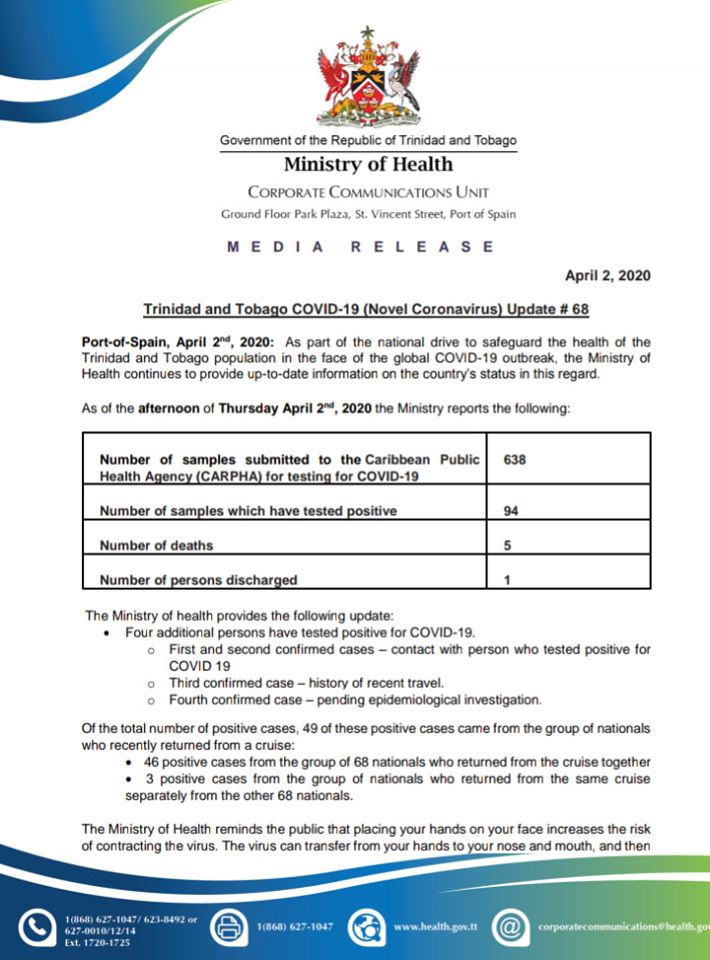 Government of the Republic of Trinidad and Tobago
Ministry of Health
CORPORATE COMMUNICATIONS UNIT
Ground Floor Park Plaza, St. Vincent Street, Port of Spain
MEDIA RELEASE
April 2, 2020
Trinidad and Tobago COVID-19 (Novel Coronavirus) Update # 68
Port-of-Spain, April 2nd, 2020: As part of the national drive to safeguard the health of the
Trinidad and Tobago population in the face of the global COVID-19 outbreak, the Ministry of
Health continues to provide up-to-date information on the country's status in this regard.
As of the afternoon of Thursday April 2nd, 2020 the Ministry reports the following:
Number of samples submitted to the Caribbean Public 638
Health Agency (CARPHA) for testing for COVID-19
Number of samples which have tested positive 94
Number of deaths 5
Number of persons discharged 1
The Ministry of health provides the following update:
• Four additional persons have tested positive for COVID-19.
o First and second confirmed cases – contact with person who tested positive for
COVID 19
o Third confirmed case – history of recent travel.
o Fourth confirmed case – pending epidemiological investigation.
Of the total number of positive cases, 49 of these positive cases came from the group of nationals
who recently returned from a cruise:
• 46 positive cases from the group of 68 nationals who returned from the cruise together
• 3 positive cases from the group of nationals who returned from the same cruise
separately from the other 68 nationals.
The Ministry of Health reminds the public that placing your hands on your face increases the risk
of contracting the virus. The virus can transfer from your hands to your nose and mouth, and then
1(868) 627-1047/ 623-8492 or
627-0010/12/14
Ext. 1720-1725
1(868) 627-1047
www.health.gov.tt
corporatecommunications@health.gov